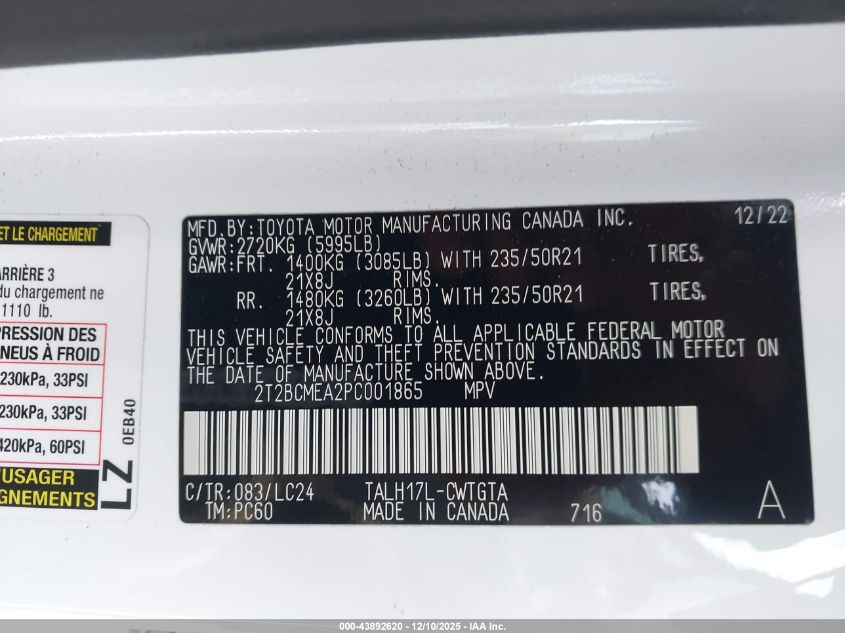 ET LE CHARGEMENT
ARRIÈRE 3
du chargement ne
1110 lb.
PRESSION DES
PNEUS À FROID
230kPa, 33PSI
230kPa, 33PSI
420kPa, 60PSI
'USAGER
GNEMENTS
LZ 0EB40
MFD.BY:TOYOTA MOTOR MANUFACTURING CANADA INC. 12/22
GVWR:2720KG (5995LB)
GAWR:FRT. 1400KG (3085LB) WITH 235/50R21 TIRES,
21X8J RIMS.
RR. 1480KG (3260LB) WITH 235/50R21 TIRES,
21X8J RIMS.
THIS VEHICLE CONFORMS TO ALL APPLICABLE FEDERAL MOTOR
VEHICLE SAFETY AND THEFT PREVENTION STANDARDS IN EFFECT ON
THE DATE OF MANUFACTURE SHOWN ABOVE.
2T2BCMEA2PC001865 MPV
C/TR:083/LC24 TALH17L-CWTGTA
TM:PC60 MADE IN CANADA 716 A
000-43892620 - 12/10/2025 - IAA Inc.